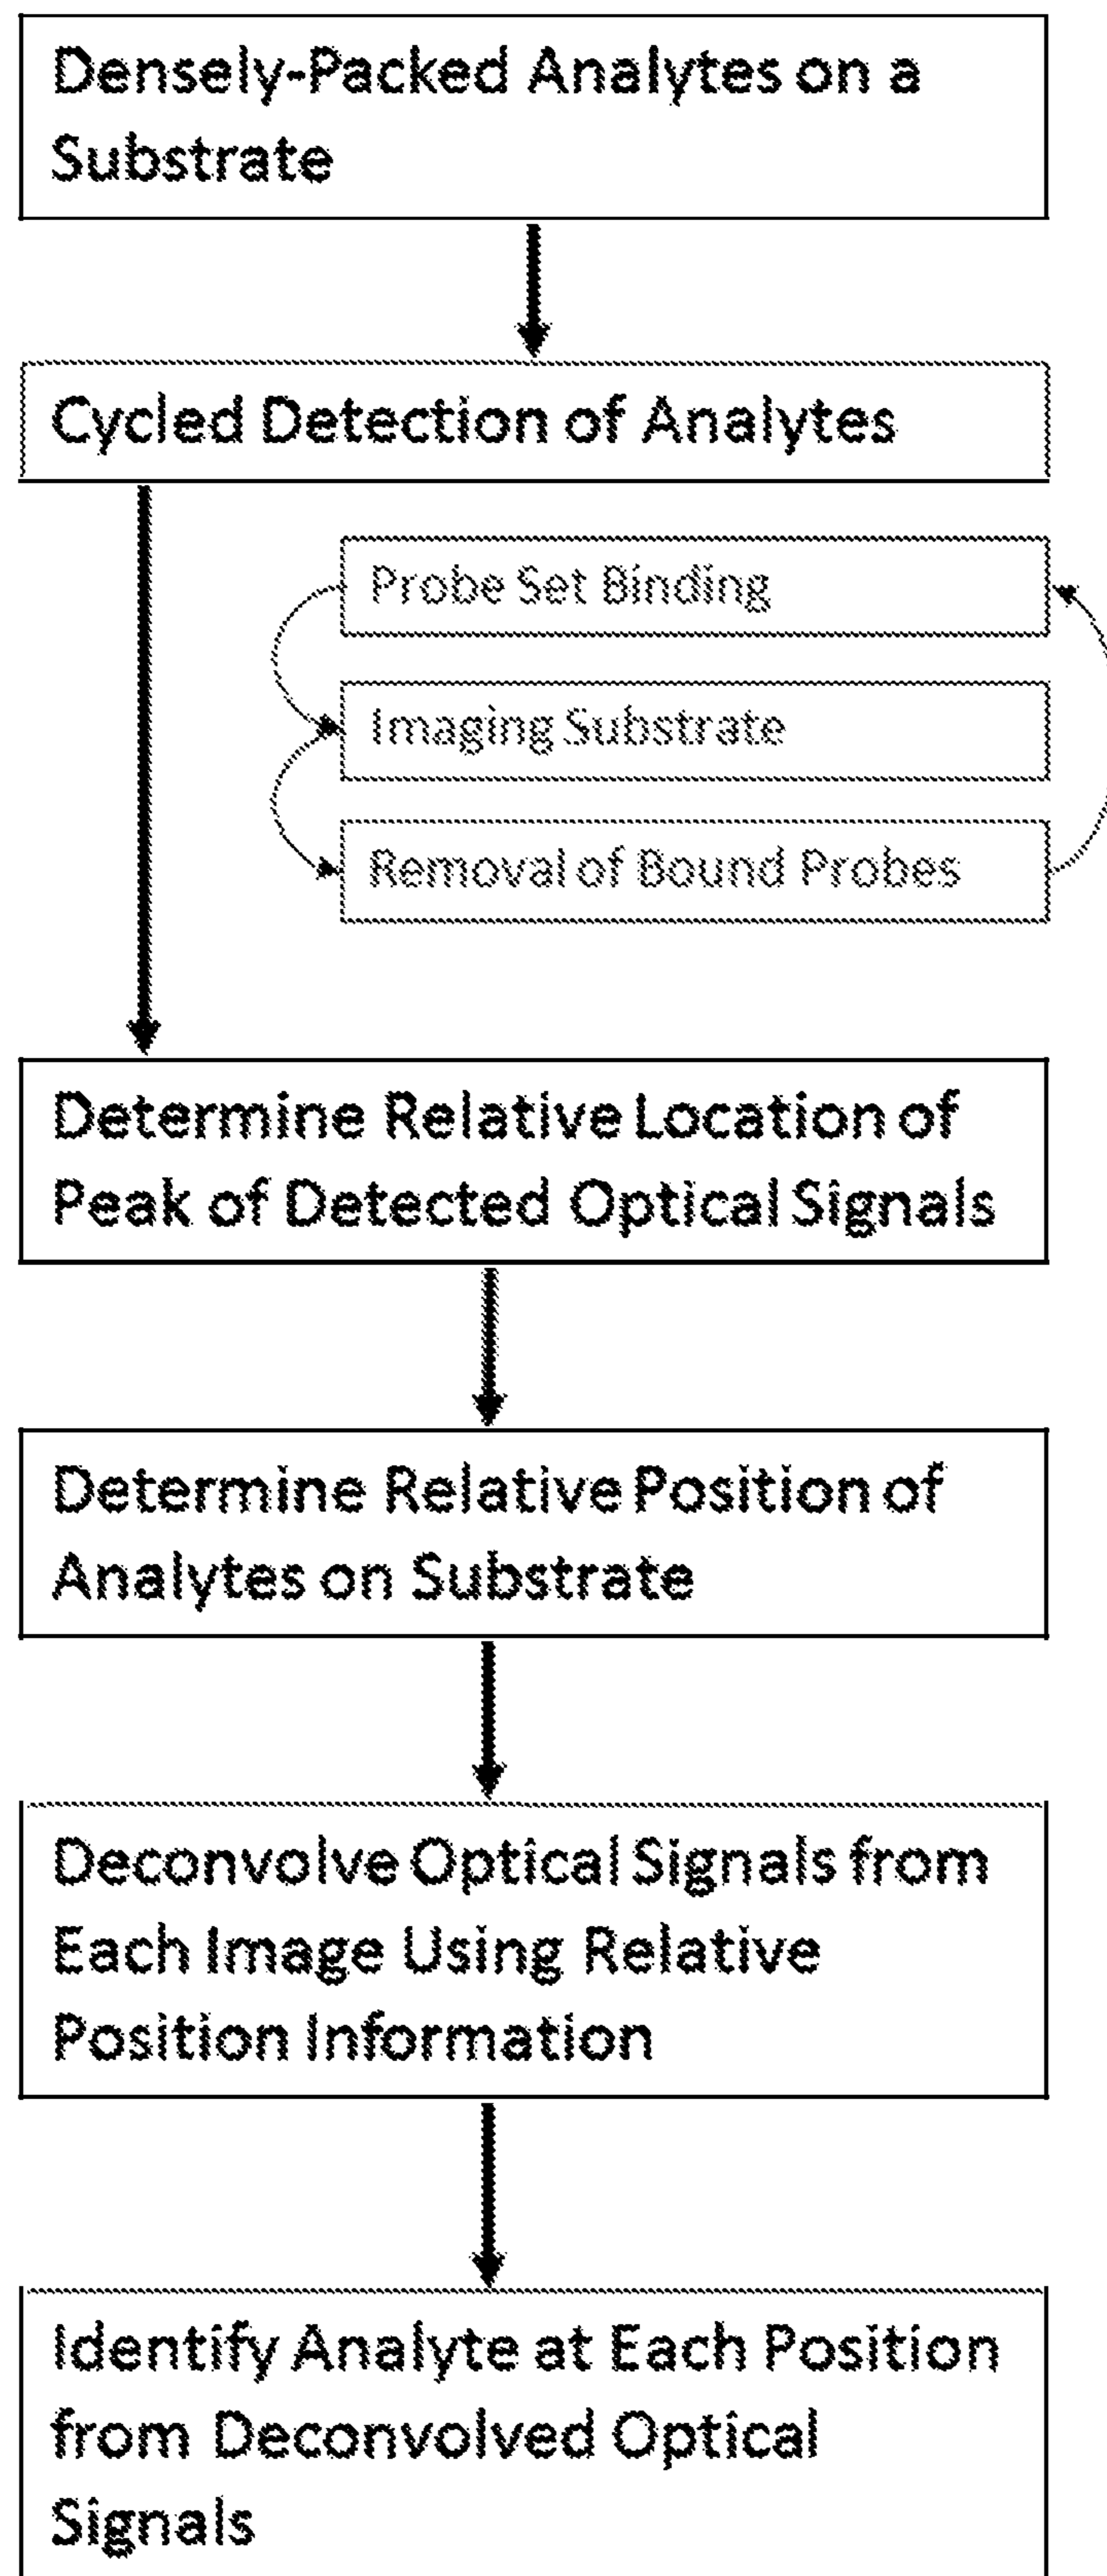 Densely-Packed Analytes on a
Substrate
Cycled Detection of Analytes
Probe Set Binding
Imaging Substrate
Removal of Bound Probes
Determine Relative Location of
Peak of Detected Optical Signals
Determine Relative Position of
Analytes on Substrate
Deconvolve Optical Signals from
Each Image Using Relative
Position Information
Identify Analyte at Each Position
from Deconvolved Optical
Signals